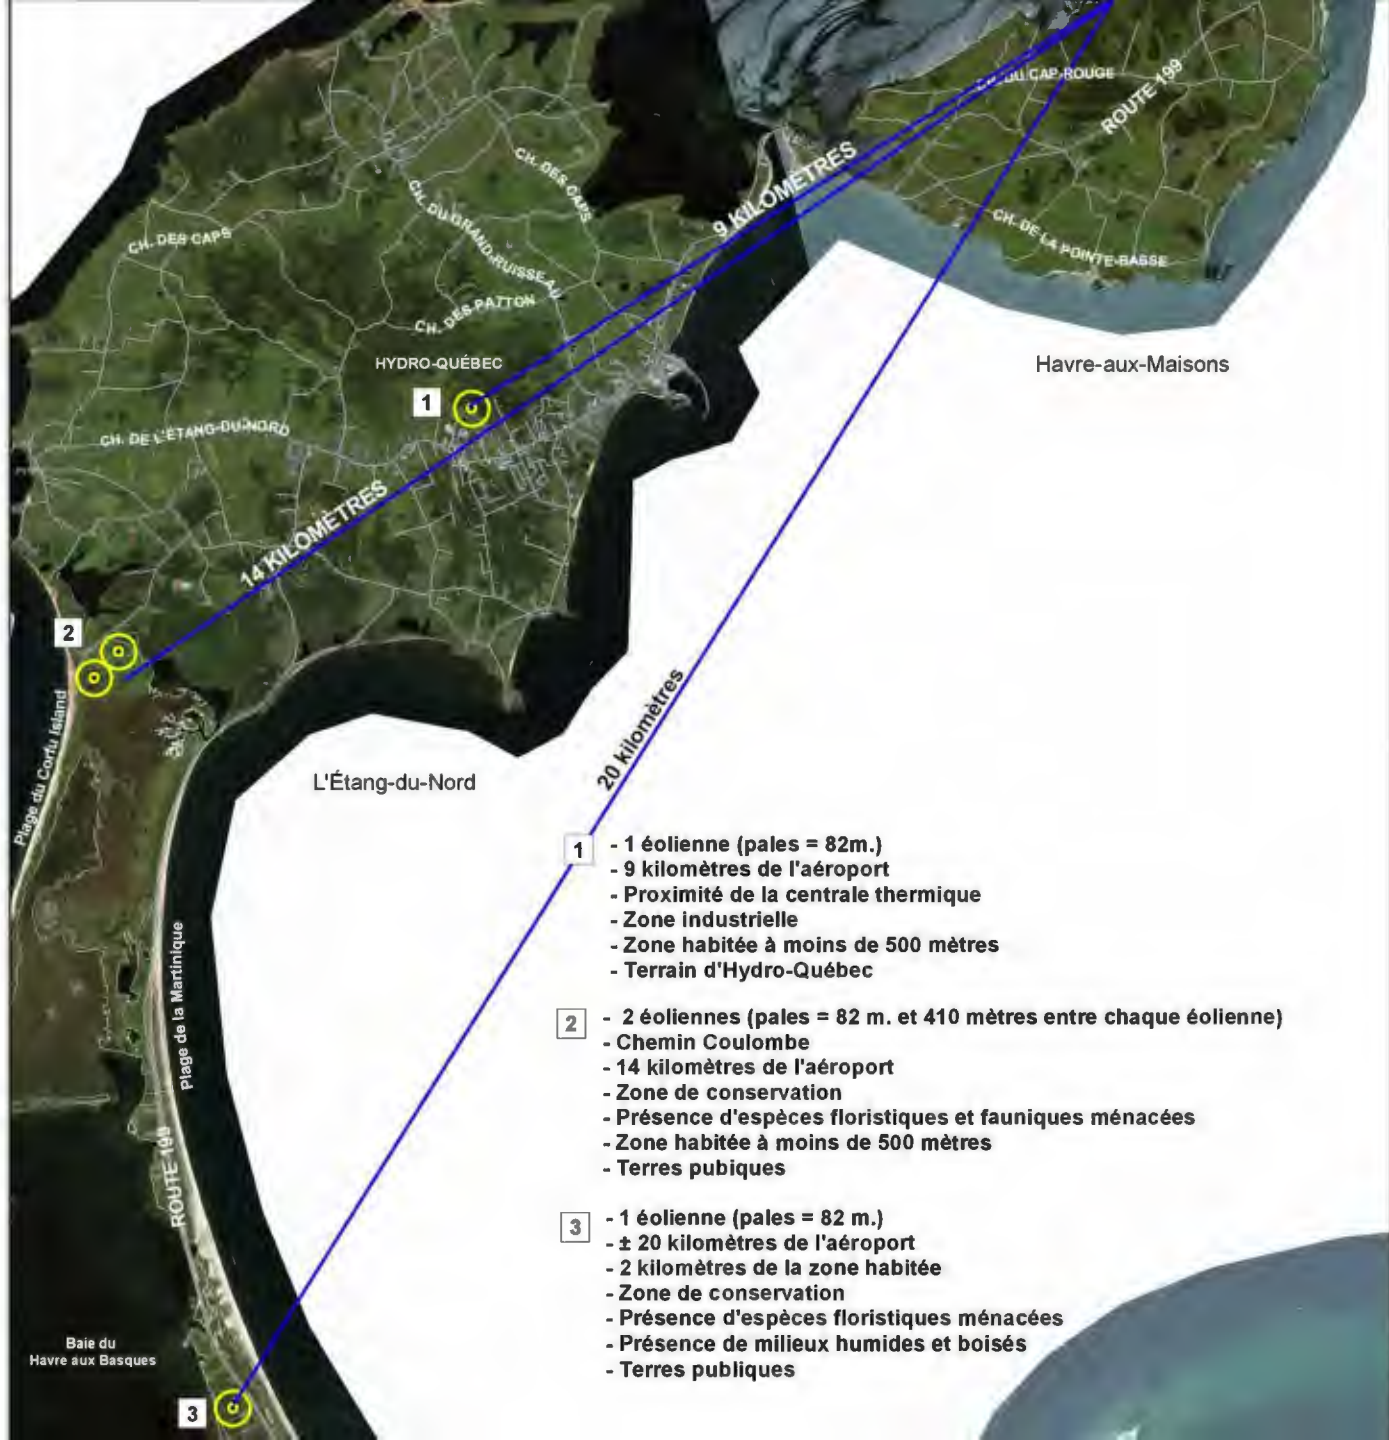 CH. DU CAP-ROUGE
ROUTE 199
CH. DES CAPS
9 KILOMÈTRES
CH. DU GRAND-RUISSEAU
CH. DES CAPS
CH. DE LA POINTE-BASSE
CH. DES PATTON
HYDRO-QUÉBEC
Havre-aux-Maisons
1
CH. DE L'ÉTANG-DU-NORD
14 KILOMÈTRES
2
Plage du Corfu Island
20 kilomètres
L'Étang-du-Nord
1
- 1 éolienne (pales = 82m.)
- 9 kilomètres de l'aéroport
- Proximité de la centrale thermique
- Zone industrielle
- Zone habitée à moins de 500 mètres
- Terrain d'Hydro-Québec
Plage de la Martinique
2
- 2 éoliennes (pales = 82 m. et 410 mètres entre chaque éolienne)
- Chemin Coulombe
- 14 kilomètres de l'aéroport
- Zone de conservation
- Présence d'espèces floristiques et fauniques ménacées
- Zone habitée à moins de 500 mètres
- Terres pubiques
ROUTE 199
3
- 1 éolienne (pales = 82 m.)
- ± 20 kilomètres de l'aéroport
- 2 kilomètres de la zone habitée
- Zone de conservation
- Présence d'espèces floristiques ménacées
- Présence de milieux humides et boisés
- Terres publiques
Baie du
Havre aux Basques
3